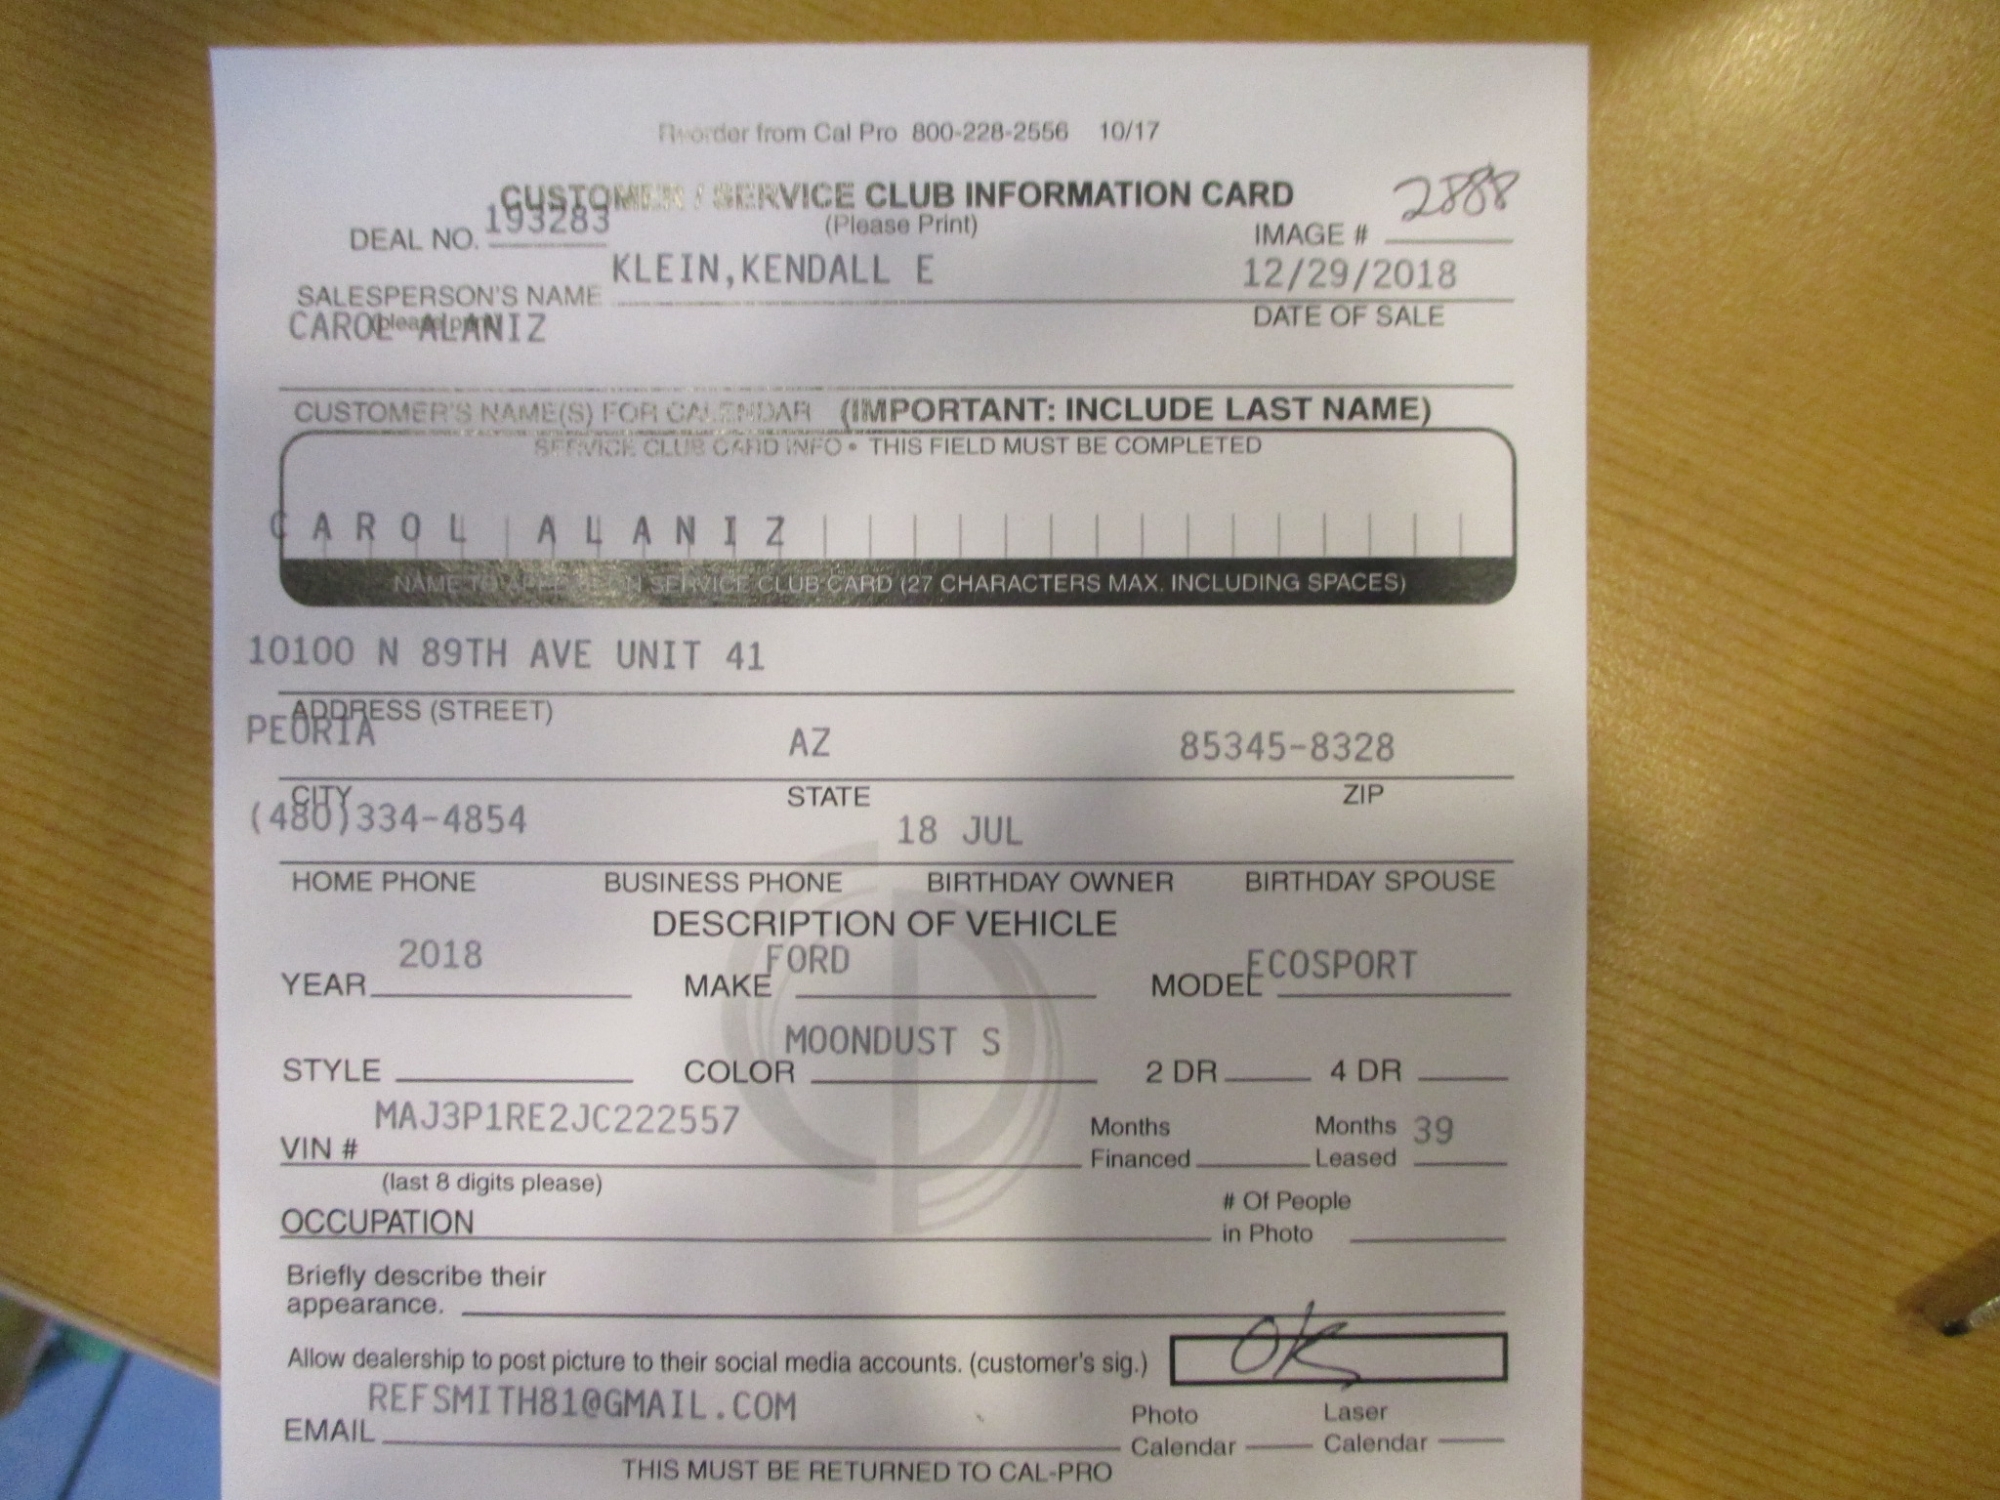 Reorder from Cal Pro 800-228-2556 10/17
CUSTOMER / SERVICE CLUB INFORMATION CARD
2888
(Please Print)
DEAL NO. 193283
IMAGE #
KLEIN,KENDALL E
12/29/2018
SALESPERSON'S NAME
(please print)
DATE OF SALE
CAROL ALANIZ
CUSTOMER'S NAME(S) FOR CALENDAR (IMPORTANT: INCLUDE LAST NAME)
SERVICE CLUB CARD INFO • THIS FIELD MUST BE COMPLETED
CAROL ALANIZ
NAME TO APPEAR ON SERVICE CLUB CARD (27 CHARACTERS MAX. INCLUDING SPACES)
10100 N 89TH AVE UNIT 41
ADDRESS (STREET)
PEORIA AZ 85345-8328
CITY STATE ZIP
(480)334-4854 18 JUL
HOME PHONE BUSINESS PHONE BIRTHDAY OWNER BIRTHDAY SPOUSE
DESCRIPTION OF VEHICLE
YEAR 2018 MAKE FORD MODEL ECOSPORT
STYLE COLOR MOONDUST S 2 DR 4 DR
VIN # MAJ3P1RE2JC222557
Months Financed Months Leased 39
(last 8 digits please)
OCCUPATION
# Of People in Photo
Briefly describe their
appearance.
Allow dealership to post picture to their social media accounts. (customer's sig.) OK
EMAIL REFSMITH81@GMAIL.COM
Photo Calendar Laser Calendar
THIS MUST BE RETURNED TO CAL-PRO